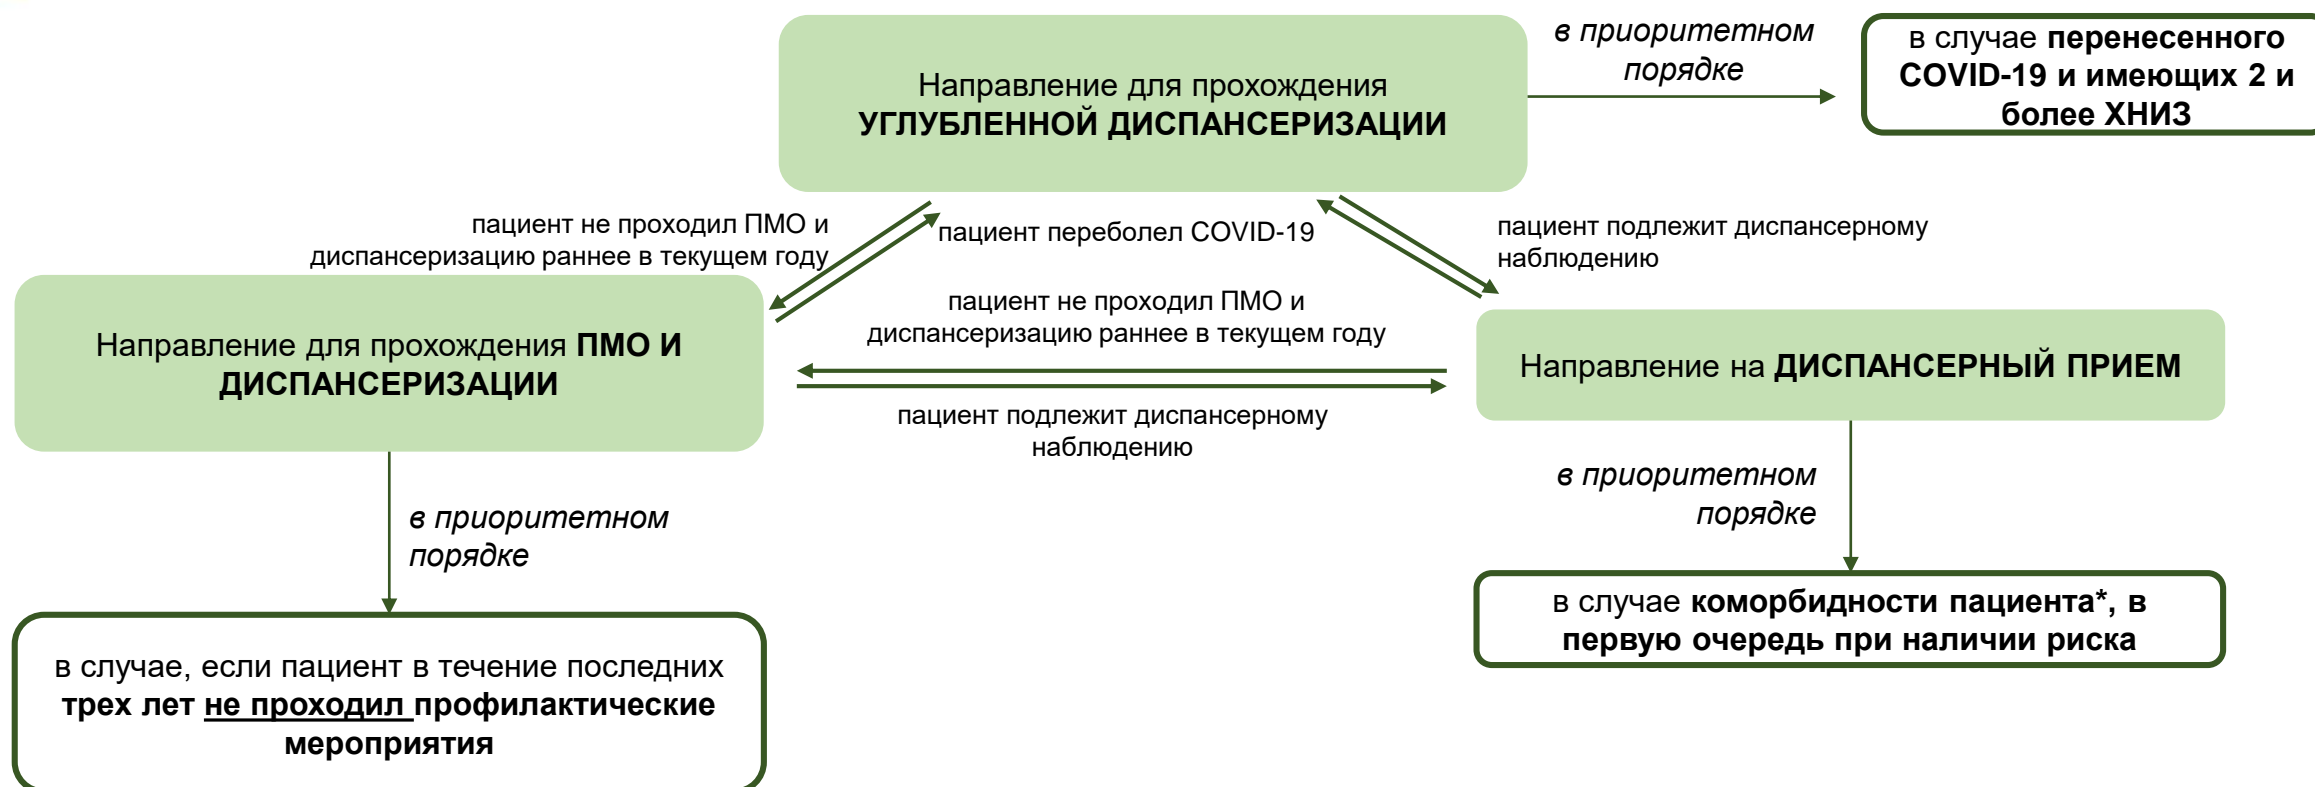 Направление для прохождения
УГЛУБЛЕННОЙ ДИСПАНСЕРИЗАЦИИ
в приоритетном
порядке
в случае перенесенного
COVID-19 и имеющих 2 и
более ХНИЗ
пациент не проходил ПМО и
диспансеризацию раннее в текущем году
пациент переболел COVID-19
пациент подлежит диспансерному
наблюдению
Направление для прохождения ПМО И
ДИСПАНСЕРИЗАЦИИ
пациент не проходил ПМО и
диспансеризацию раннее в текущем году
пациент подлежит диспансерному
наблюдению
Направление на ДИСПАНСЕРНЫЙ ПРИЕМ
в приоритетном
порядке
в случае, если пациент в течение последних
трех лет не проходил профилактические
мероприятия
в приоритетном
порядке
в случае коморбидности пациента*, в
первую очередь при наличии риска